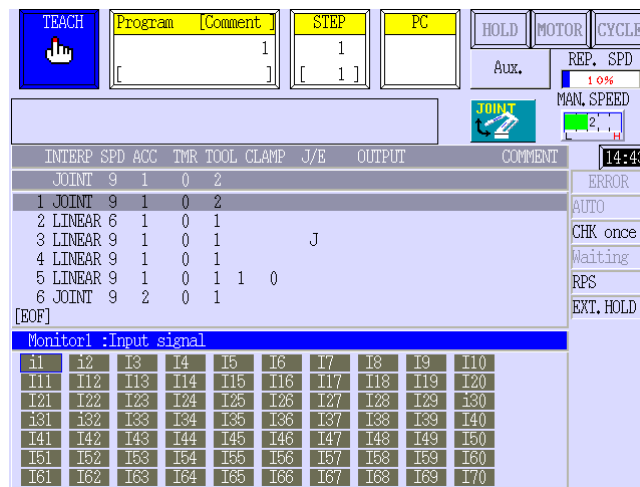 TEACH Program [Comment ] STEP PC HOLD MOTOR CYCLE
1 1
[ ] [ 1 ] Aux. REP. SPD
10%
JOINT MAN. SPEED
2
L H
INTERP SPD ACC TMR TOOL CLAMP J/E OUTPUT COMMENT 14:43
JOINT 9 1 0 2 ERROR
1 JOINT 9 1 0 2 AUTO
2 LINEAR 6 1 0 1
3 LINEAR 9 1 0 1 J CHK once
4 LINEAR 9 1 0 1 Waiting
5 LINEAR 9 1 0 1 1 0 RPS
6 JOINT 9 2 0 1 EXT. HOLD
[EOF]
Monitor1 :Input signal
i1 i2 I3 I4 I5 I6 I7 I8 I9 I10
I11 I12 I13 I14 I15 I16 I17 I18 I19 I20
I21 I22 I23 I24 I25 I26 I27 I28 I29 i30
i31 i32 I33 I34 I35 I36 I37 I38 I39 I40
I41 I42 I43 I44 I45 I46 I47 I48 I49 I50
I51 I52 I53 I54 I55 I56 I57 I58 I59 I60
I61 I62 I63 I64 I65 I66 I67 I68 I69 I70